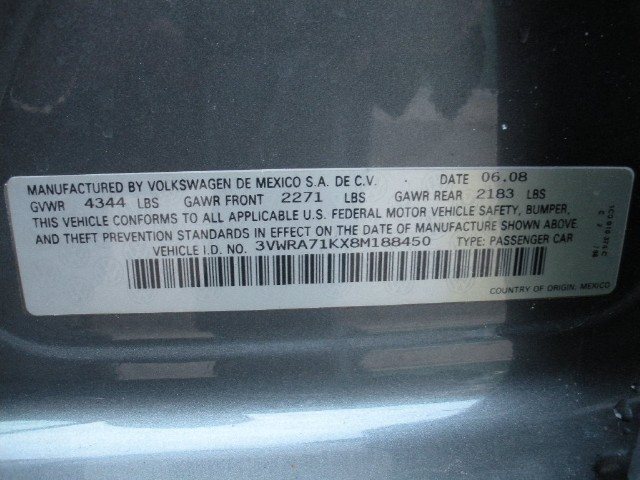 MANUFACTURED BY VOLKSWAGEN DE MEXICO S.A. DE C.V. DATE 06.08
GVWR 4344 LBS GAWR FRONT 2271 LBS GAWR REAR 2183 LBS
THIS VEHICLE CONFORMS TO ALL APPLICABLE U.S. FEDERAL MOTOR VEHICLE SAFETY, BUMPER,
AND THEFT PREVENTION STANDARDS IN EFFECT ON THE DATE OF MANUFACTURE SHOWN ABOVE.
VEHICLE I.D. NO. 3VWRA71KX8M188450 TYPE: PASSENGER CAR
COUNTRY OF ORIGIN: MEXICO